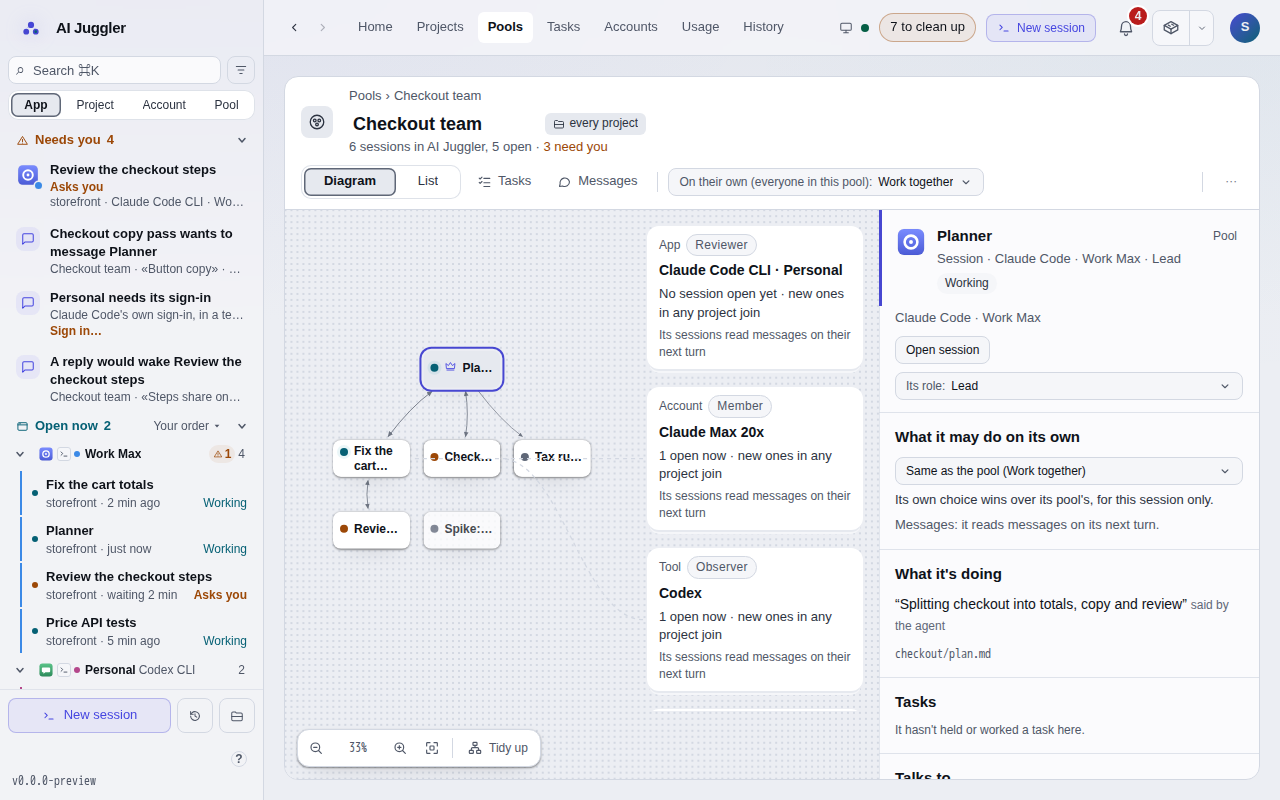 AI Juggler
Search ⌘K
App
Project
Account
Pool
Needs you 4
Review the checkout steps
Asks you
storefront · Claude Code CLI · Wo…
Checkout copy pass wants to
message Planner
Checkout team · «Button copy» · …
Personal needs its sign-in
Claude Code's own sign-in, in a te…
Sign in…
A reply would wake Review the
checkout steps
Checkout team · «Steps share on…
Open now 2
Your order
Work Max
1
4
Fix the cart totals
storefront · 2 min ago
Working
Planner
storefront · just now
Working
Review the checkout steps
storefront · waiting 2 min
Asks you
Price API tests
storefront · 5 min ago
Working
Personal Codex CLI
2
New session
?
v0.0.0-preview
Home
Projects
Pools
Tasks
Accounts
Usage
History
7 to clean up
New session
4
S
Pools › Checkout team
Checkout team
every project
6 sessions in AI Juggler, 5 open · 3 need you
Diagram
List
Tasks
Messages
On their own (everyone in this pool): Work together
···
Pla…
Fix the
cart…
Check…
Tax ru…
Revie…
Spike:…
App
Reviewer
Claude Code CLI · Personal
No session open yet · new ones
in any project join
Its sessions read messages on their
next turn
Account
Member
Claude Max 20x
1 open now · new ones in any
project join
Its sessions read messages on their
next turn
Tool
Observer
Codex
1 open now · new ones in any
project join
Its sessions read messages on their
next turn
33%
Tidy up
Planner
Pool
Session · Claude Code · Work Max · Lead
Working
Claude Code · Work Max
Open session
Its role: Lead
What it may do on its own
Same as the pool (Work together)
Its own choice wins over its pool's, for this session only.
Messages: it reads messages on its next turn.
What it's doing
“Splitting checkout into totals, copy and review” said by
the agent
checkout/plan.md
Tasks
It hasn't held or worked a task here.
Talks to